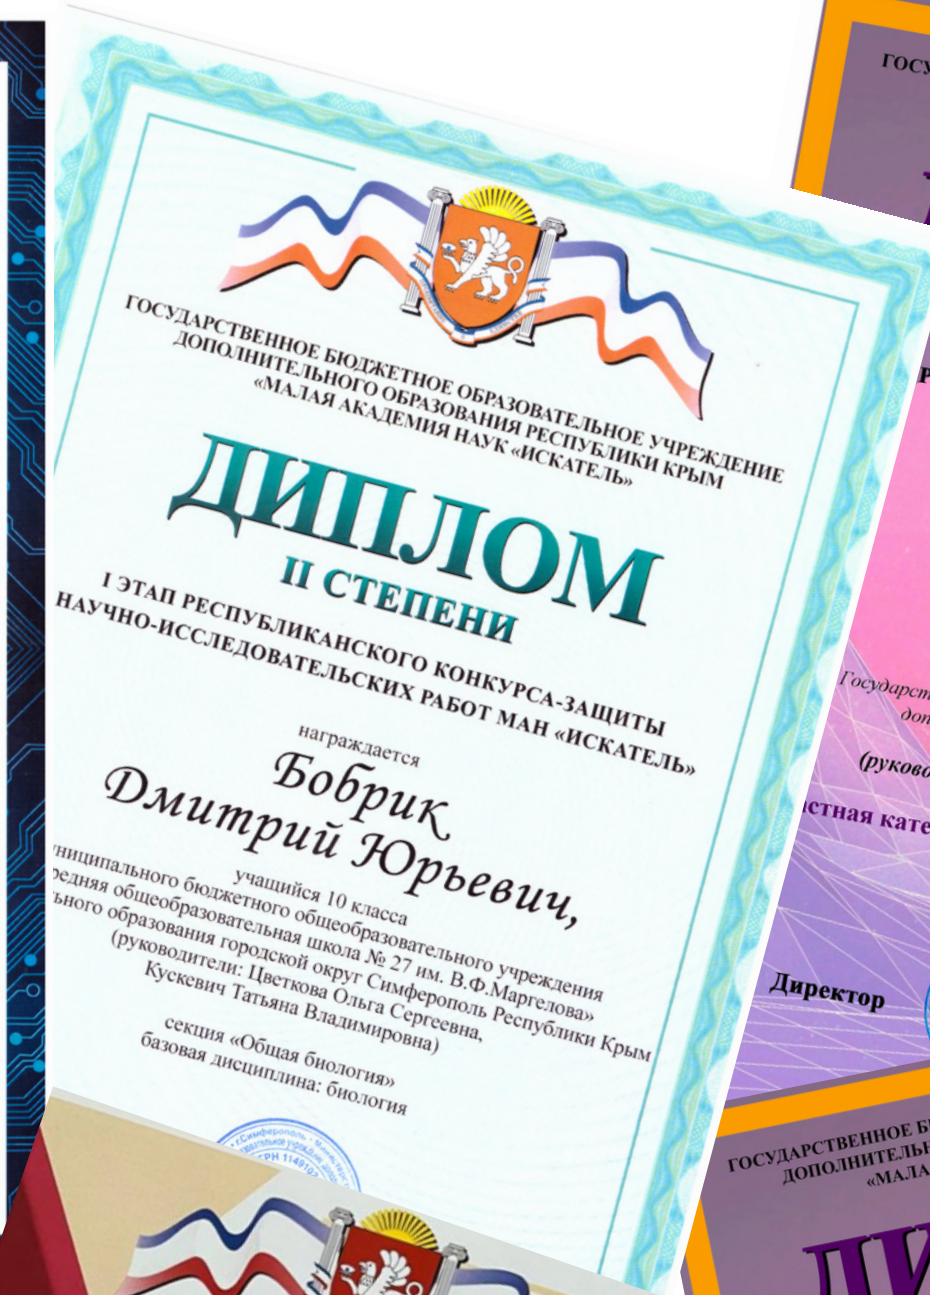 ГОСУДАРСТВЕННОЕ БЮДЖЕТНОЕ ОБРАЗОВАТЕЛЬНОЕ УЧРЕЖДЕНИЕ
ДОПОЛНИТЕЛЬНОГО ОБРАЗОВАНИЯ РЕСПУБЛИКИ КРЫМ
«МАЛАЯ АКАДЕМИЯ НАУК «ИСКАТЕЛЬ»
ДИПЛОМ
II СТЕПЕНИ
I ЭТАП РЕСПУБЛИКАНСКОГО КОНКУРСА-ЗАЩИТЫ
НАУЧНО-ИССЛЕДОВАТЕЛЬСКИХ РАБОТ МАН «ИСКАТЕЛЬ»
награждается
Бобрик
Дмитрий Юрьевич,
учащийся 10 класса
бюджетного общеобразовательного учреждения
общеобразовательная школа № 27 им. В.Ф.Маргелова»
образования городской округ Симферополь Республики Крым
(руководители: Цветкова Ольга Сергеевна,
Кускевич Татьяна Владимировна)
секция «Общая биология»
базовая дисциплина: биология
Директор
ГОСУДАРСТВЕННОЕ